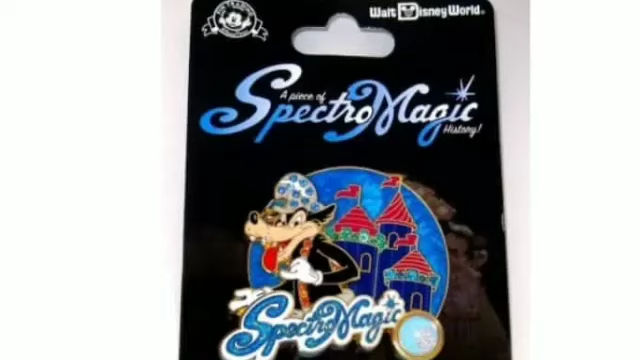 Walt Disney World®
A piece of
SpectroMagic
History!
SpectroMagic